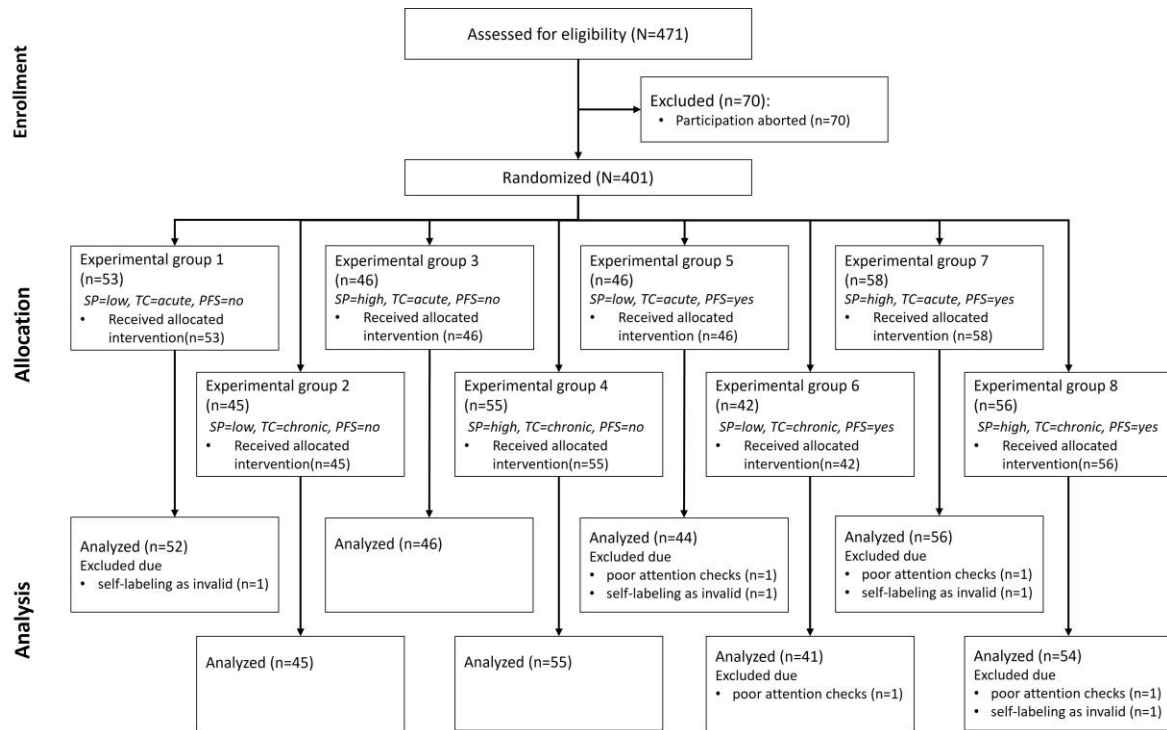 Enrollment
Assessed for eligibility (N=471)
Excluded (n=70):
• Participation aborted (n=70)
Randomized (N=401)
Allocation
Experimental group 1
(n=53)
SP=low, TC=acute, PFS=no
• Received allocated
intervention(n=53)
Experimental group 3
(n=46)
SP=high, TC=acute, PFS=no
• Received allocated
intervention (n=46)
Experimental group 5
(n=46)
SP=low, TC=acute, PFS=yes
• Received allocated
intervention (n=46)
Experimental group 7
(n=58)
SP=high, TC=acute, PFS=yes
• Received allocated
intervention (n=58)
Experimental group 2
(n=45)
SP=low, TC=chronic, PFS=no
• Received allocated
intervention(n=45)
Experimental group 4
(n=55)
SP=high, TC=chronic, PFS=no
• Received allocated
intervention(n=55)
Experimental group 6
(n=42)
SP=low, TC=chronic, PFS=yes
• Received allocated
intervention(n=42)
Experimental group 8
(n=56)
SP=high, TC=chronic, PFS=yes
• Received allocated
intervention(n=56)
Analysis
Analyzed (n=52)
Excluded due
• self-labeling as invalid (n=1)
Analyzed (n=46)
Analyzed (n=44)
Excluded due
• poor attention checks (n=1)
• self-labeling as invalid (n=1)
Analyzed (n=56)
Excluded due
• poor attention checks (n=1)
• self-labeling as invalid (n=1)
Analyzed (n=45)
Analyzed (n=55)
Analyzed (n=41)
Excluded due
• poor attention checks (n=1)
Analyzed (n=54)
Excluded due
• poor attention checks (n=1)
• self-labeling as invalid (n=1)